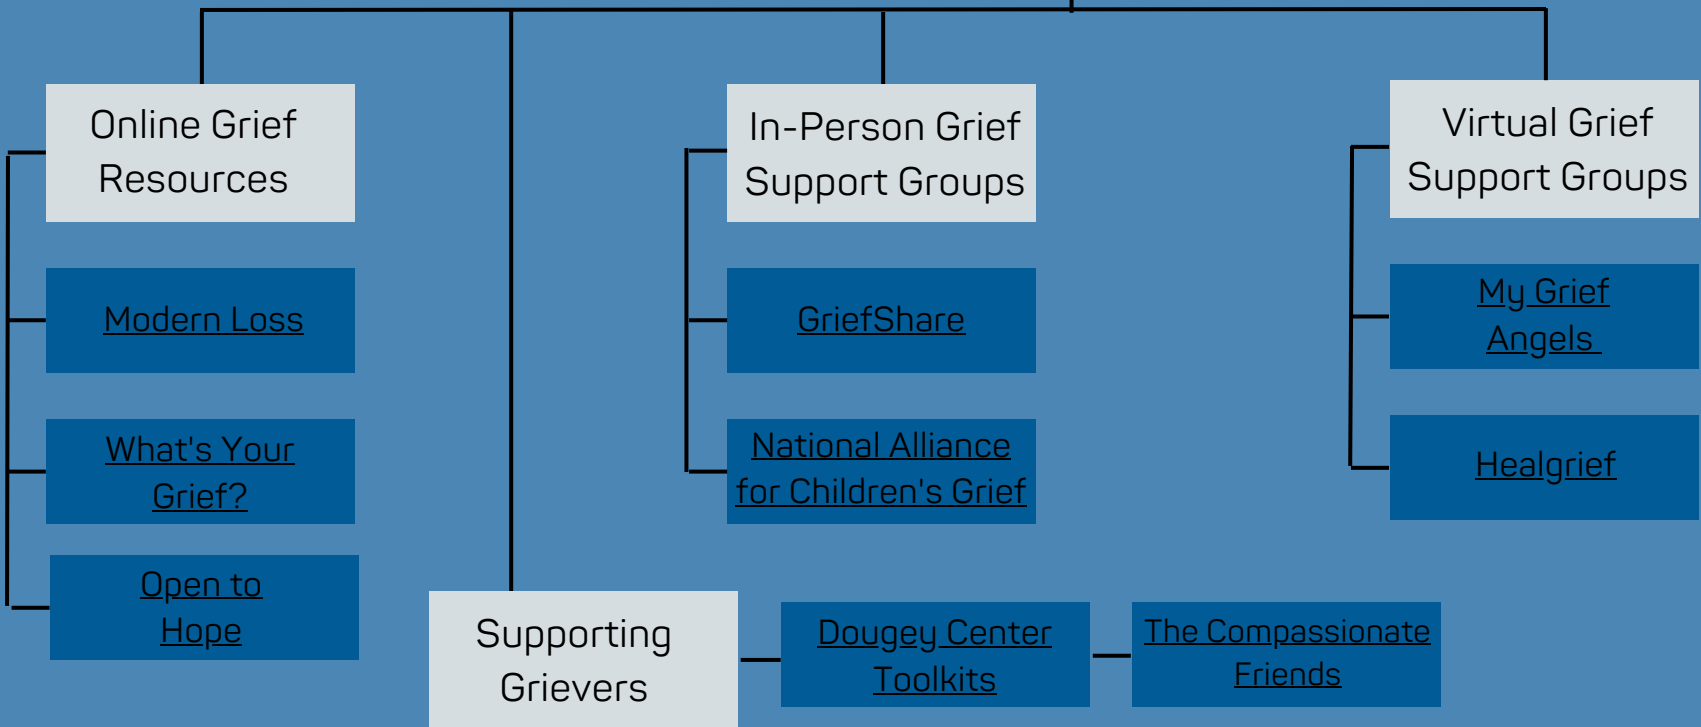 Online Grief
Resources
Modern Loss
What's Your
Grief?
Open to
Hope
Supporting
Grievers
Dougey Center
Toolkits
The Compassionate
Friends
In-Person Grief
Support Groups
GriefShare
National Alliance
for Children's Grief
Virtual Grief
Support Groups
My Grief
Angels
Healgrief